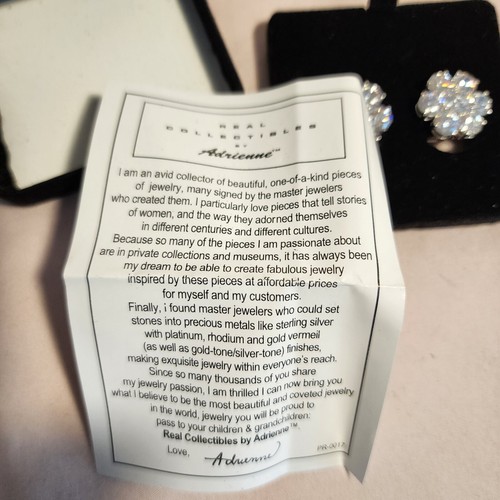 REAL
COLLECTIBLES
BY
Adrienne™
I am an avid collector of beautiful, one-of-a-kind pieces
of jewelry, many signed by the master jewelers
who created them. I particularly love pieces that tell stories
of women, and the way they adorned themselves
in different centuries and different cultures.
Because so many of the pieces I am passionate about
are in private collections and museums, it has always been
my dream to be able to create fabulous jewelry
inspired by these pieces at affordable prices
for myself and my customers.
Finally, i found master jewelers who could set
stones into precious metals like sterling silver
with platinum, rhodium and gold vermeil
(as well as gold-tone/silver-tone) finishes,
making exquisite jewelry within everyone's reach.
Since so many thousands of you share
my jewelry passion, I am thrilled I can now bring you
what I believe to be the most beautiful and coveted jewelry
in the world, jewelry you will be proud to
pass to your children & grandchildren:
Real Collectibles by Adrienne™.
Love, Adrienne